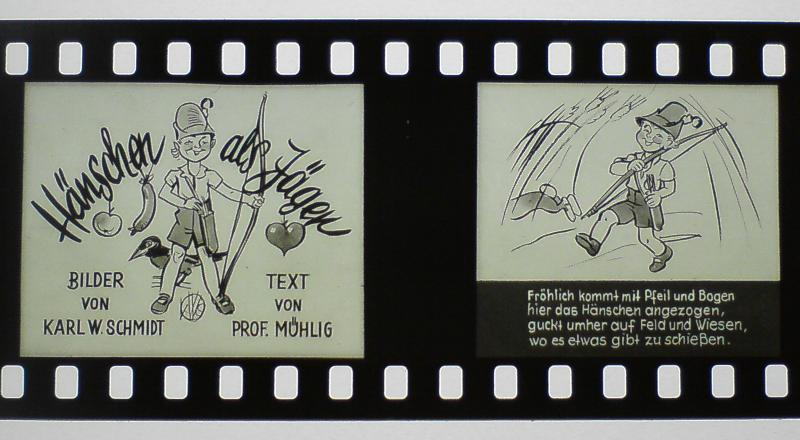 Hänschen als Jäger
BILDER
VON
KARL W. SCHMIDT
TEXT
VON
PROF. MÜHLIG
Fröhlich kommt mit Pfeil und Bogen
hier das Hänschen angezogen,
guckt umher auf Feld und Wiesen,
wo es etwas gibt zu schießen.